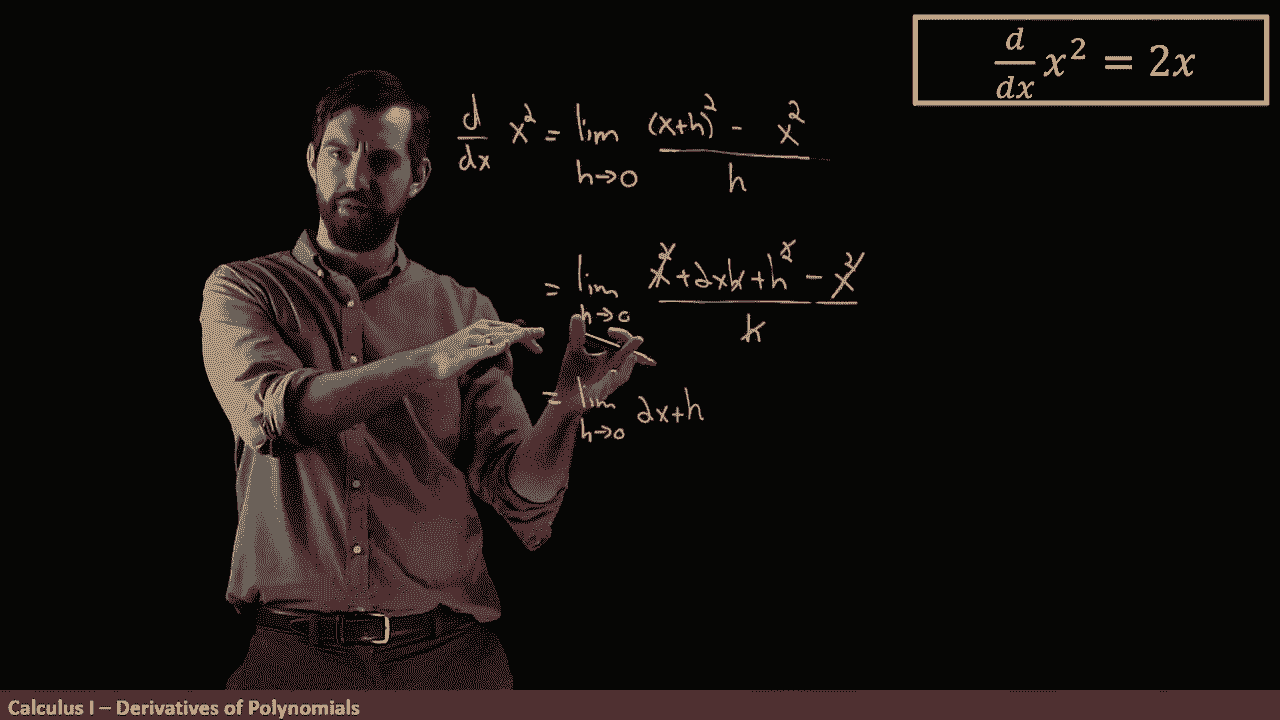 d/dx x² = 2x
d/dx x² = lim h→0 (x+h)² - x² / h
= lim h→0 x²+2xh+h² - x² / h
= lim h→0 2x+h
Calculus I – Derivatives of Polynomials